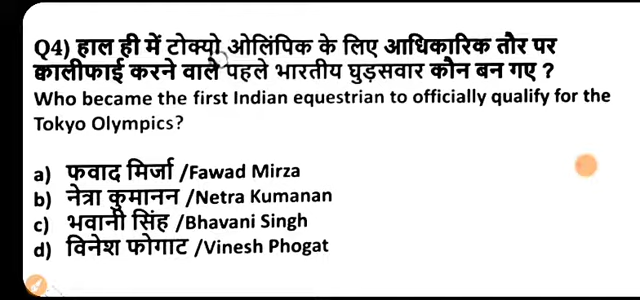 Q4) हाल ही में टोक्यो ओलिंपिक के लिए आधिकारिक तौर पर
क्वालीफाई करने वाले पहले भारतीय घुड़सवार कौन बन गए ?
Who became the first Indian equestrian to officially qualify for the
Tokyo Olympics?
a) फवाद मिर्जा /Fawad Mirza
b) नेत्रा कुमानन /Netra Kumanan
c) भवानी सिंह /Bhavani Singh
d) विनेश फोगाट /Vinesh Phogat